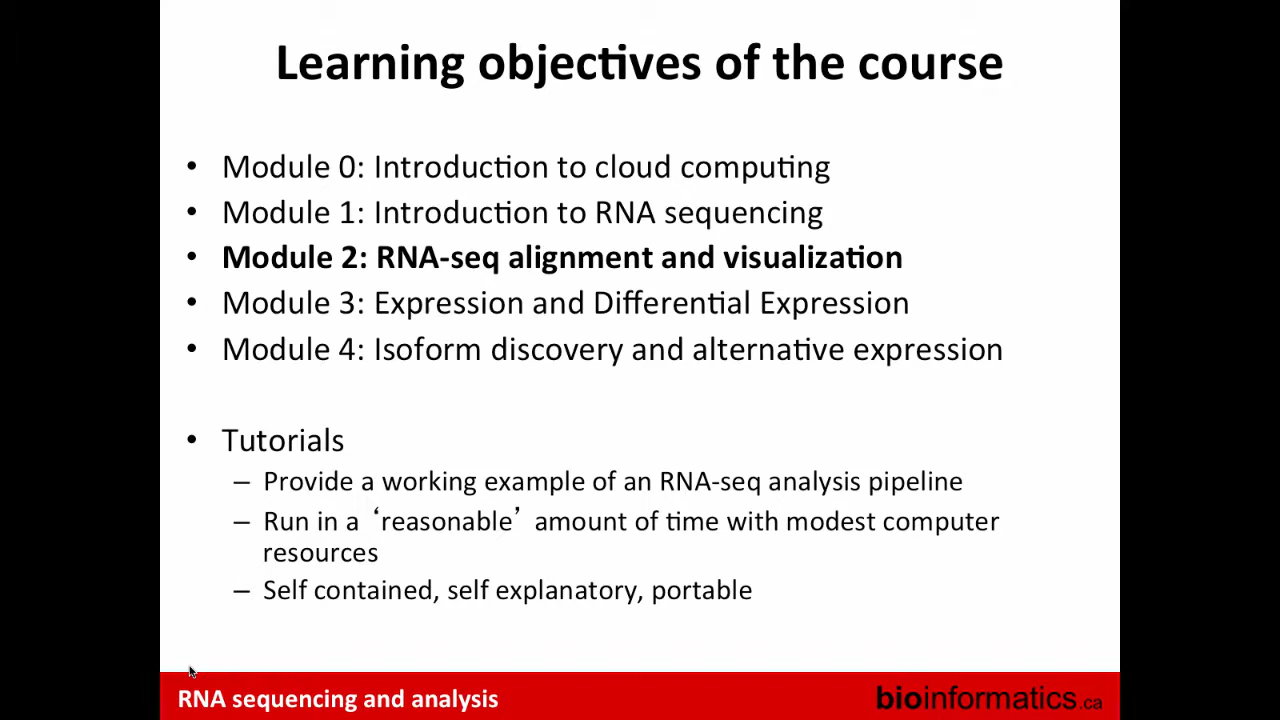 Learning objectives of the course
• Module 0: Introduction to cloud computing
• Module 1: Introduction to RNA sequencing
• Module 2: RNA-seq alignment and visualization
• Module 3: Expression and Differential Expression
• Module 4: Isoform discovery and alternative expression
• Tutorials
– Provide a working example of an RNA-seq analysis pipeline
– Run in a ‘reasonable’ amount of time with modest computer
resources
– Self contained, self explanatory, portable
RNA sequencing and analysis
bioinformatics.ca